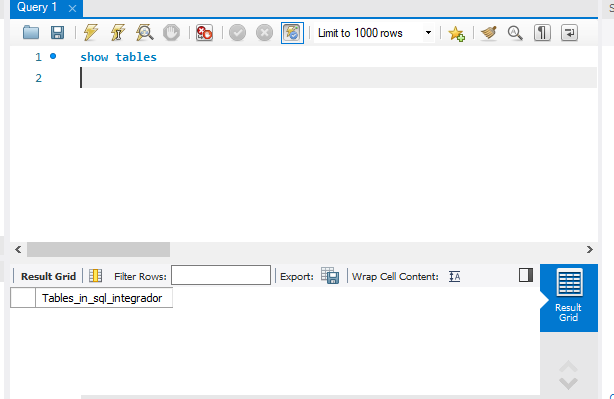 Query 1
Limit to 1000 rows
1 show tables
2
Result Grid Filter Rows: Export: Wrap Cell Content:
Tables_in_sql_integrador
Result
Grid